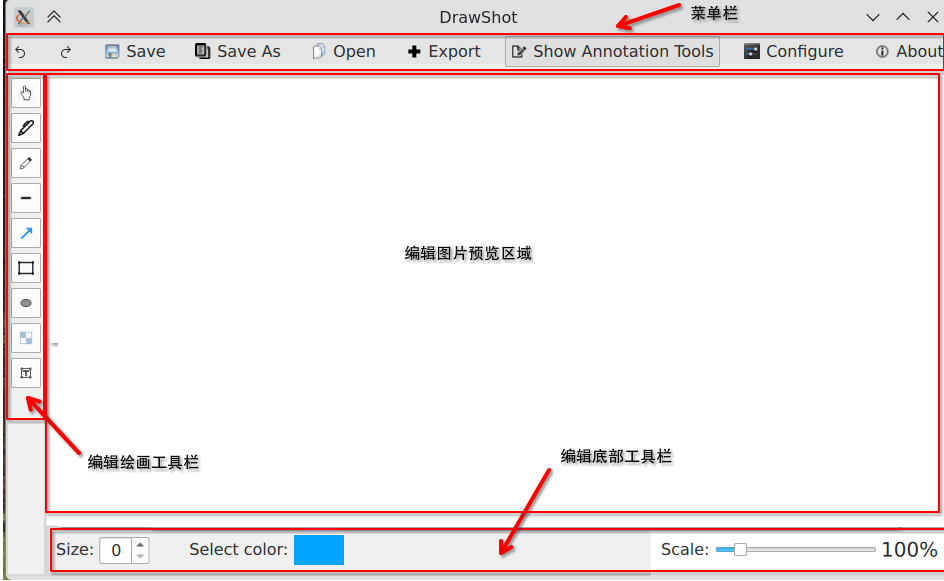 DrawShot
菜单栏
Save Save As Open Export Show Annotation Tools Configure About
编辑图片预览区域
T
编辑绘画工具栏
编辑底部工具栏
Size: 0 Select color: Scale: 100%